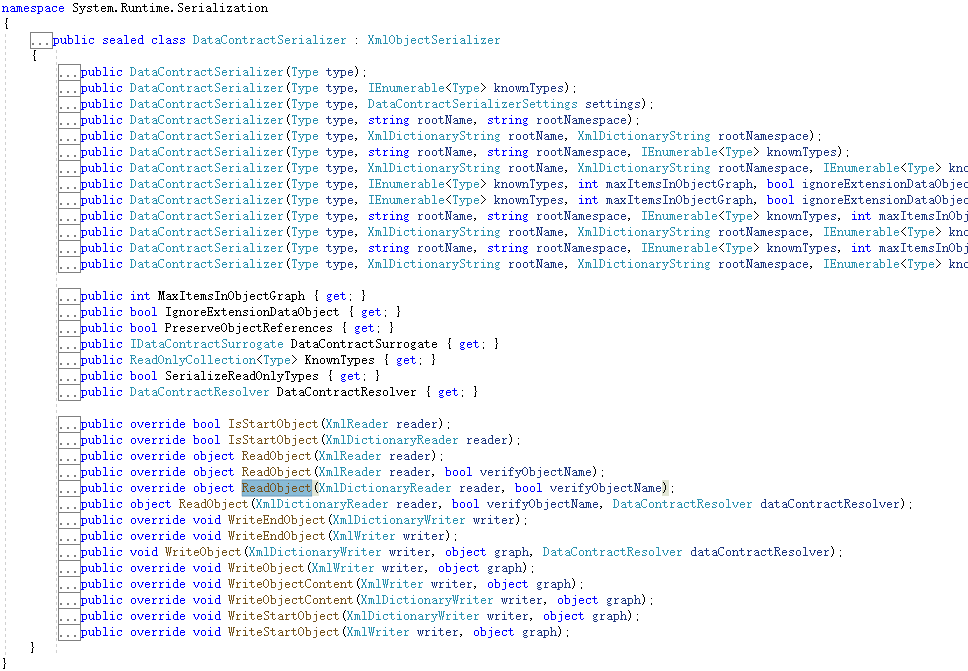 namespace System.Runtime.Serialization
{
...public sealed class DataContractSerializer : XmlObjectSerializer
{
...public DataContractSerializer(Type type);
...public DataContractSerializer(Type type, IEnumerable<Type> knownTypes);
...public DataContractSerializer(Type type, DataContractSerializerSettings settings);
...public DataContractSerializer(Type type, string rootName, string rootNamespace);
...public DataContractSerializer(Type type, XmlDictionaryString rootName, XmlDictionaryString rootNamespace);
...public DataContractSerializer(Type type, string rootName, string rootNamespace, IEnumerable<Type> knownTypes);
...public DataContractSerializer(Type type, XmlDictionaryString rootName, XmlDictionaryString rootNamespace, IEnumerable<Type> kno
...public DataContractSerializer(Type type, IEnumerable<Type> knownTypes, int maxItemsInObjectGraph, bool ignoreExtensionDataObjec
...public DataContractSerializer(Type type, IEnumerable<Type> knownTypes, int maxItemsInObjectGraph, bool ignoreExtensionDataObjec
...public DataContractSerializer(Type type, string rootName, string rootNamespace, IEnumerable<Type> knownTypes, int maxItemsInObj
...public DataContractSerializer(Type type, XmlDictionaryString rootName, XmlDictionaryString rootNamespace, IEnumerable<Type> kno
...public DataContractSerializer(Type type, string rootName, string rootNamespace, IEnumerable<Type> knownTypes, int maxItemsInObj
...public DataContractSerializer(Type type, XmlDictionaryString rootName, XmlDictionaryString rootNamespace, IEnumerable<Type> kno
...public int MaxItemsInObjectGraph { get; }
...public bool IgnoreExtensionDataObject { get; }
...public bool PreserveObjectReferences { get; }
...public IDataContractSurrogate DataContractSurrogate { get; }
...public ReadOnlyCollection<Type> KnownTypes { get; }
...public bool SerializeReadOnlyTypes { get; }
...public DataContractResolver DataContractResolver { get; }
...public override bool IsStartObject(XmlReader reader);
...public override bool IsStartObject(XmlDictionaryReader reader);
...public override object ReadObject(XmlReader reader);
...public override object ReadObject(XmlReader reader, bool verifyObjectName);
...public override object ReadObject(XmlDictionaryReader reader, bool verifyObjectName);
...public object ReadObject(XmlDictionaryReader reader, bool verifyObjectName, DataContractResolver dataContractResolver);
...public override void WriteEndObject(XmlDictionaryWriter writer);
...public override void WriteEndObject(XmlWriter writer);
...public void WriteObject(XmlDictionaryWriter writer, object graph, DataContractResolver dataContractResolver);
...public override void WriteObject(XmlWriter writer, object graph);
...public override void WriteObjectContent(XmlWriter writer, object graph);
...public override void WriteObjectContent(XmlDictionaryWriter writer, object graph);
...public override void WriteStartObject(XmlDictionaryWriter writer, object graph);
...public override void WriteStartObject(XmlWriter writer, object graph);
}
}